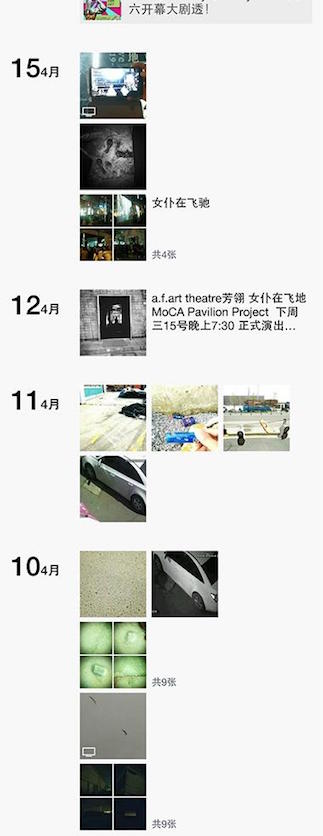 六开幕大剧透！
15 4月
女仆在飞驰
共4张
12 4月
a.f.art theatre芳翎 女仆在飞地
MoCA Pavilion Project 下周
三15号晚上7:30 正式演出...
11 4月
10 4月
共9张
共9张